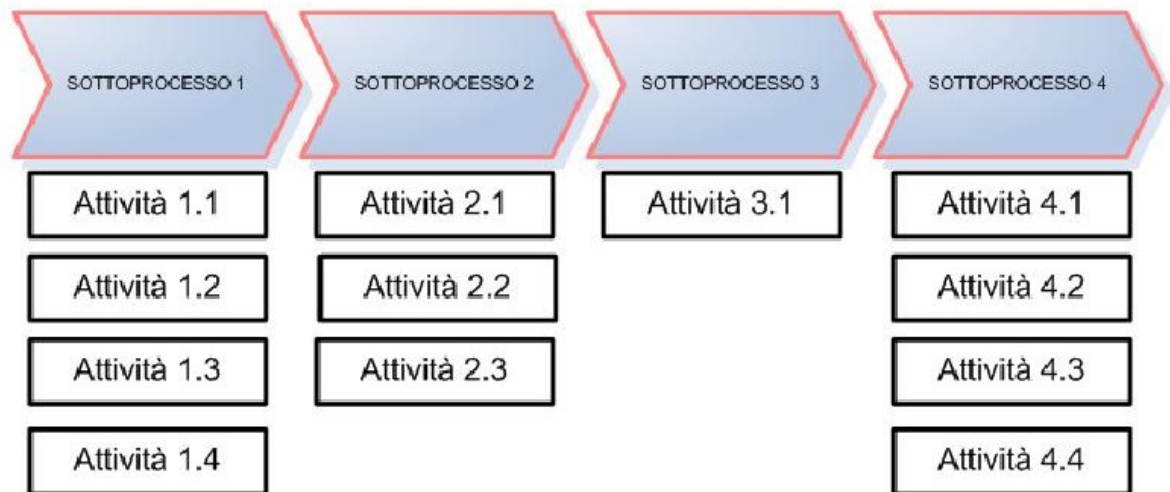 SOTTOPROCESSO 1
SOTTOPROCESSO 2
SOTTOPROCESSO 3
SOTTOPROCESSO 4
Attività 1.1
Attività 2.1
Attività 3.1
Attività 4.1
Attività 1.2
Attività 2.2
Attività 4.2
Attività 1.3
Attività 2.3
Attività 4.3
Attività 1.4
Attività 4.4